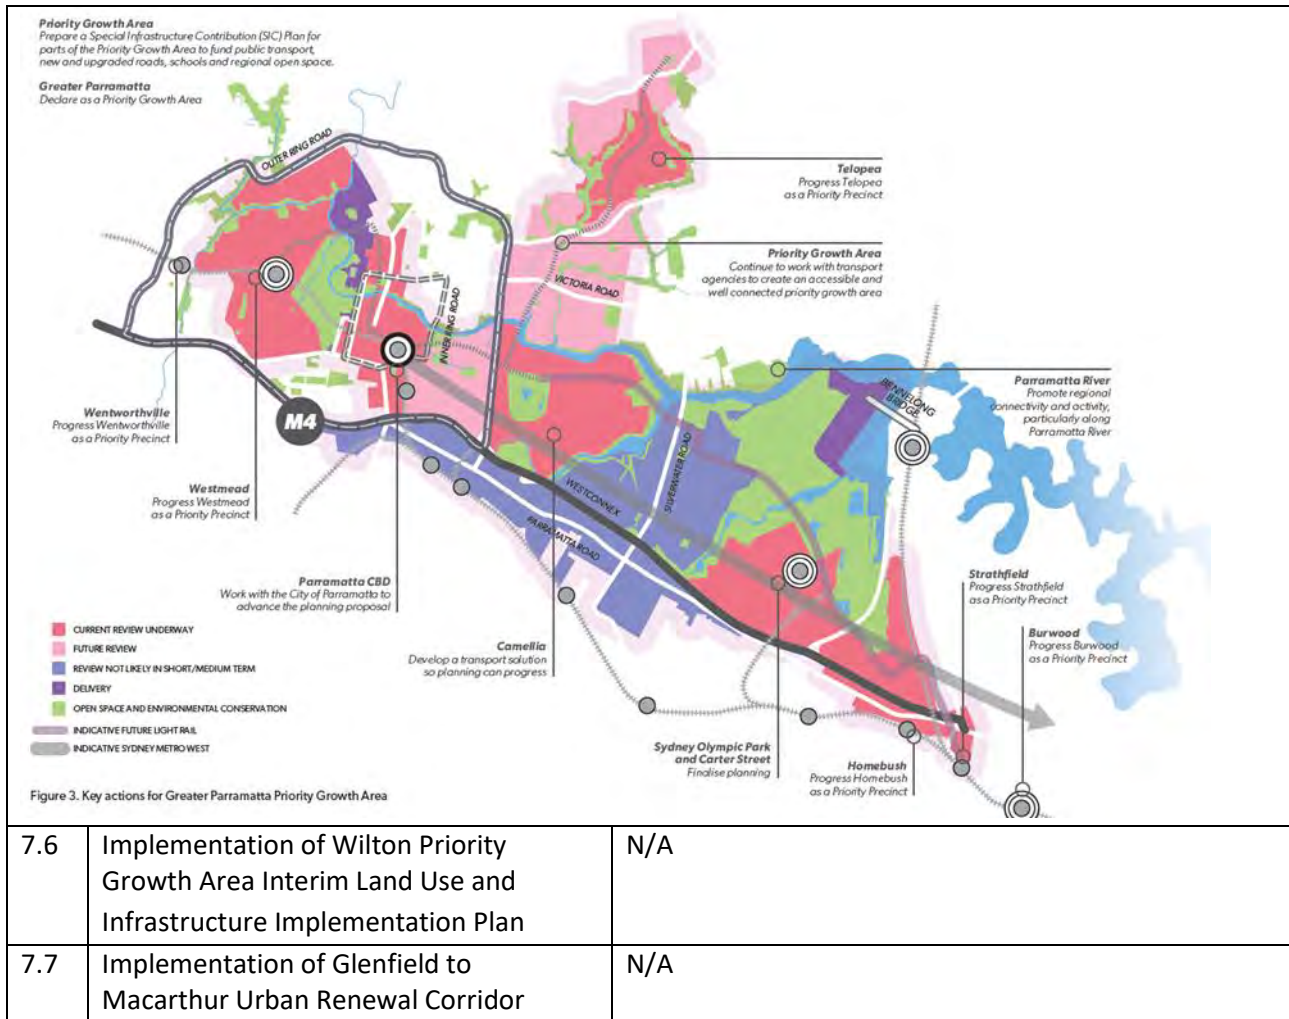 Priority Growth Area
Prepare a Special Infrastructure Contribution (SIC) Plan for
parts of the Priority Growth Area to fund public transport,
new and upgraded roads, schools and regional open space.
Greater Parramatta
Declare as a Priority Growth Area
OUTER RING ROAD
Telopea
Progress Telopea
as a Priority Precinct
Priority Growth Area
Continue to work with transport
agencies to create an accessible and
well connected priority growth area
VICTORIA ROAD
INNER RING ROAD
Parramatta River
Promote regional
connectivity and activity,
particularly along
Parramatta River
BENNELONG
BRIDGE
Wentworthville
Progress Wentworthville
as a Priority Precinct
M4
SILVERWATER ROAD
WESTCONNEX
PARRAMATTA ROAD
Westmead
Progress Westmead
as a Priority Precinct
Parramatta CBD
Work with the City of Parramatta to
advance the planning proposal
Strathfield
Progress Strathfield
as a Priority Precinct
Burwood
Progress Burwood
as a Priority Precinct
Camellia
Develop a transport solution
so planning can progress
CURRENT REVIEW UNDERWAY
FUTURE REVIEW
REVIEW NOT LIKELY IN SHORT/MEDIUM TERM
DELIVERY
OPEN SPACE AND ENVIRONMENTAL CONSERVATION
INDICATIVE FUTURE LIGHT RAIL
INDICATIVE SYDNEY METRO WEST
Sydney Olympic Park
and Carter Street
Finalise planning
Homebush
Progress Homebush
as a Priority Precinct
Figure 3. Key actions for Greater Parramatta Priority Growth Area
7.6 Implementation of Wilton Priority N/A
Growth Area Interim Land Use and
Infrastructure Implementation Plan
7.7 Implementation of Glenfield to N/A
Macarthur Urban Renewal Corridor